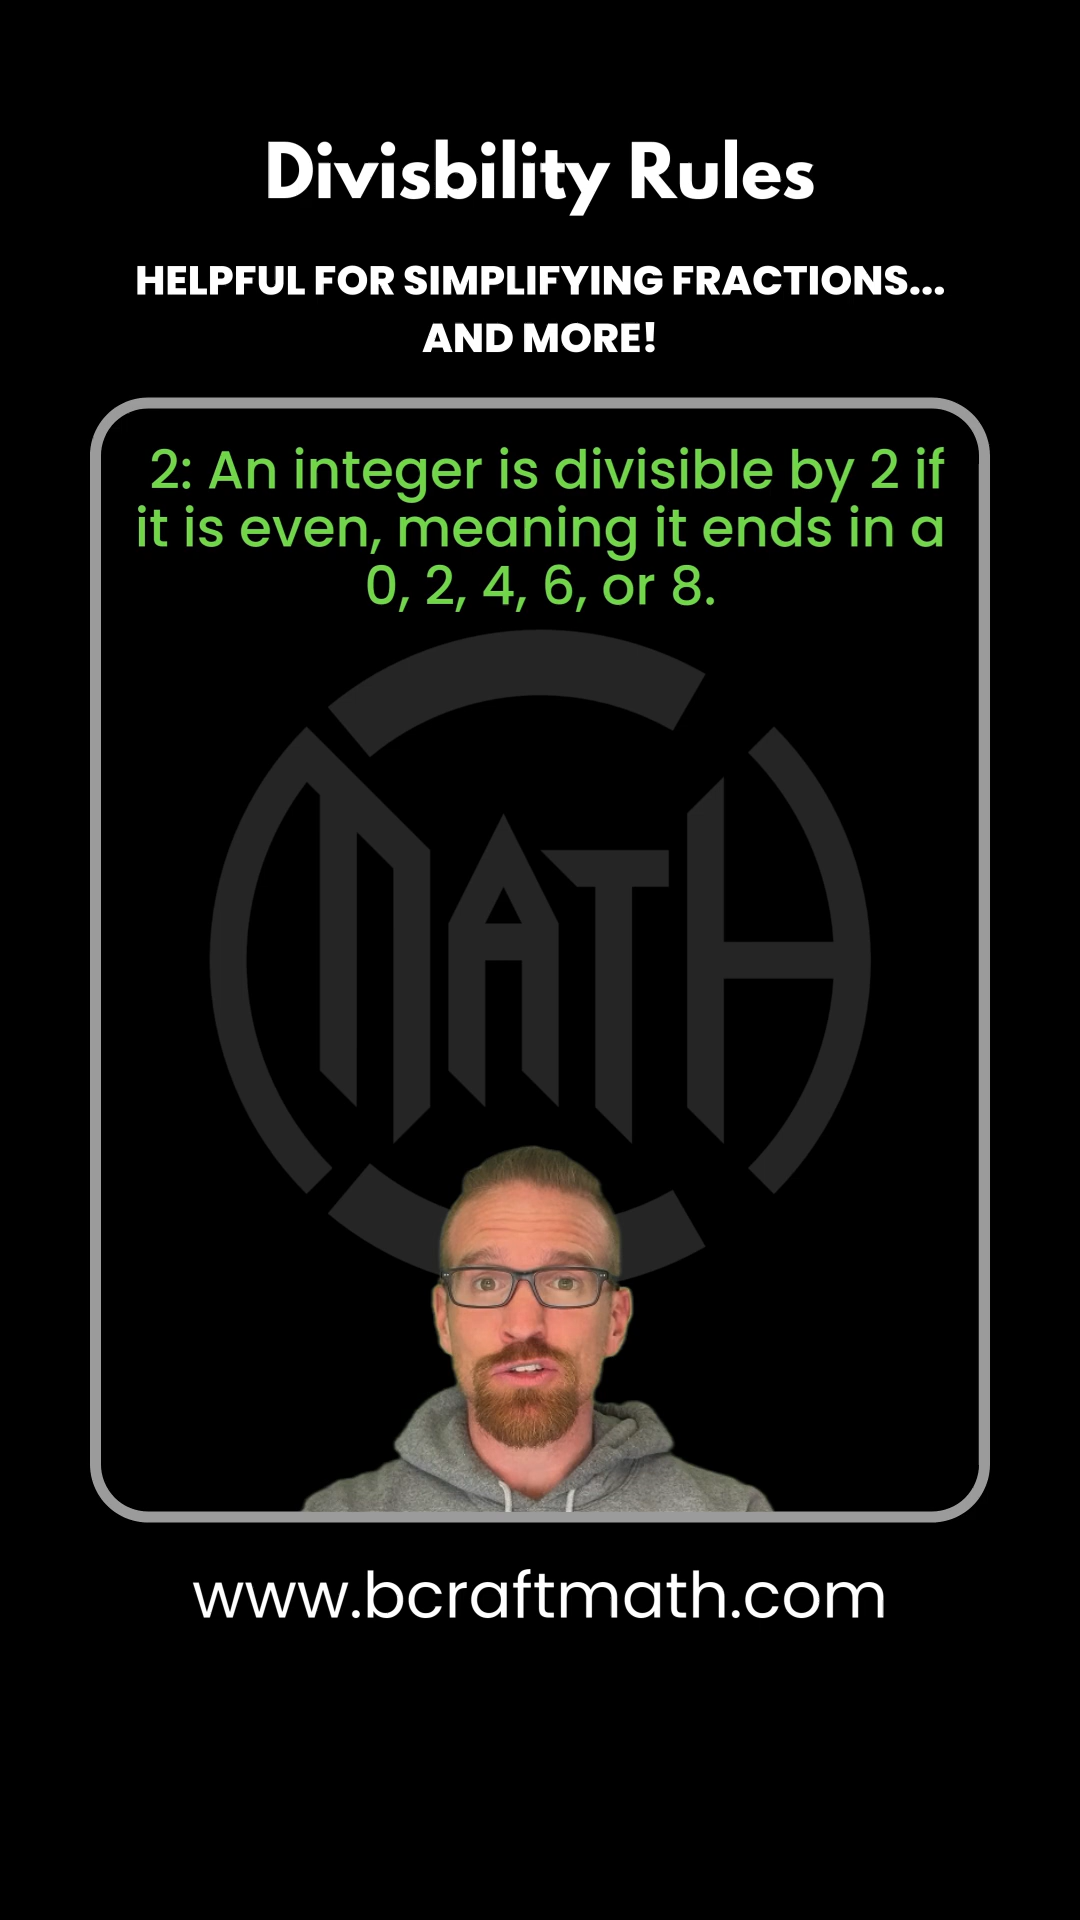 Divisbility Rules
HELPFUL FOR SIMPLIFYING FRACTIONS...
AND MORE!
2: An integer is divisible by 2 if
it is even, meaning it ends in a
0, 2, 4, 6, or 8.
MATH
www.bcraftmath.com